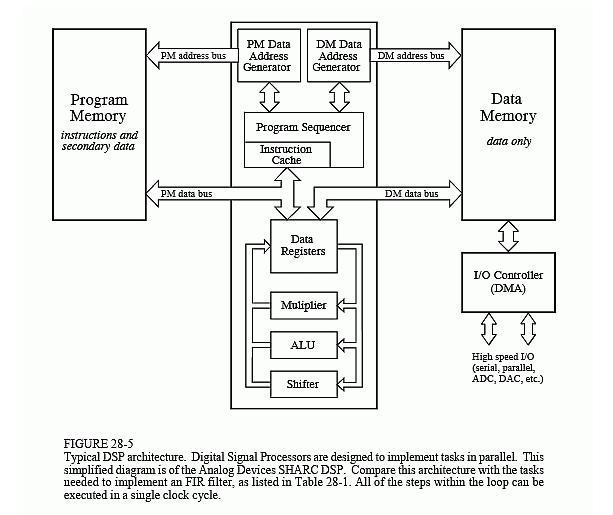 PM Data
Address
Generator
DM Data
Address
Generator
PM address bus
DM address bus
Program
Memory
instructions and
secondary data
Program Sequencer
Instruction
Cache
Data
Memory
data only
PM data bus
DM data bus
Data
Registers
I/O Controller
(DMA)
Muliplier
ALU
Shifter
High speed I/O
(serial, parallel,
ADC, DAC, etc.)
FIGURE 28-5
Typical DSP architecture. Digital Signal Processors are designed to implement tasks in parallel. This
simplified diagram is of the Analog Devices SHARC DSP. Compare this architecture with the tasks
needed to implement an FIR filter, as listed in Table 28-1. All of the steps within the loop can be
executed in a single clock cycle.